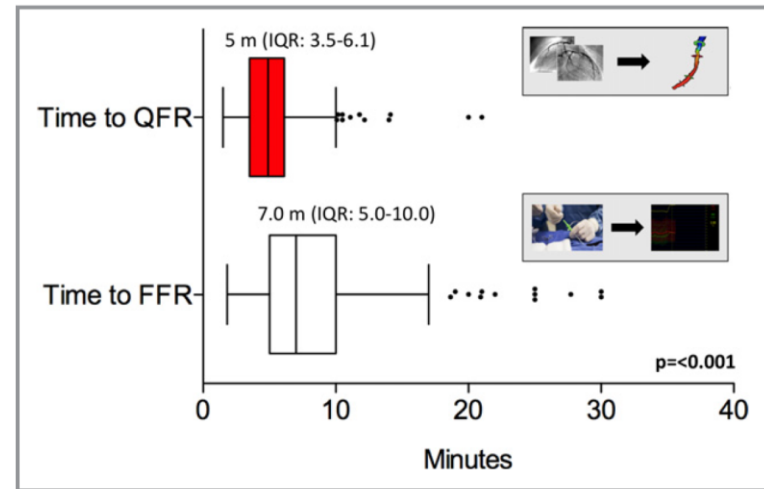 5 m (IQR: 3.5-6.1)
Time to QFR
7.0 m (IQR: 5.0-10.0)
Time to FFR
p=<0.001
0 10 20 30 40
Minutes